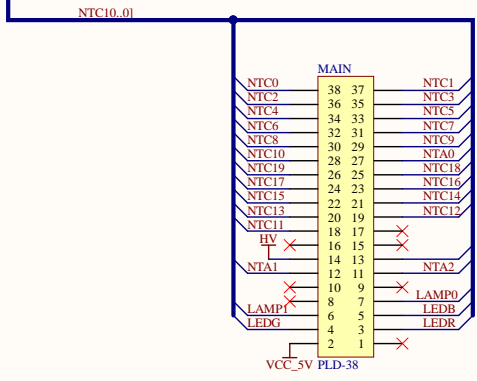 NTC10..0]
MAIN
NTC0 38 37 NTC1
NTC2 36 35 NTC3
NTC4 34 33 NTC5
NTC6 32 31 NTC7
NTC8 30 29 NTC9
NTC10 28 27 NTA0
NTC19 26 25 NTC18
NTC17 24 23 NTC16
NTC15 22 21 NTC14
NTC13 20 19 NTC12
NTC11 18 17
HV 16 15
14 13
NTA1 12 11 NTA2
10 9
8 7 LAMP0
LAMP1 6 5 LEDB
LEDG 4 3 LEDR
2 1
VCC_5V PLD-38